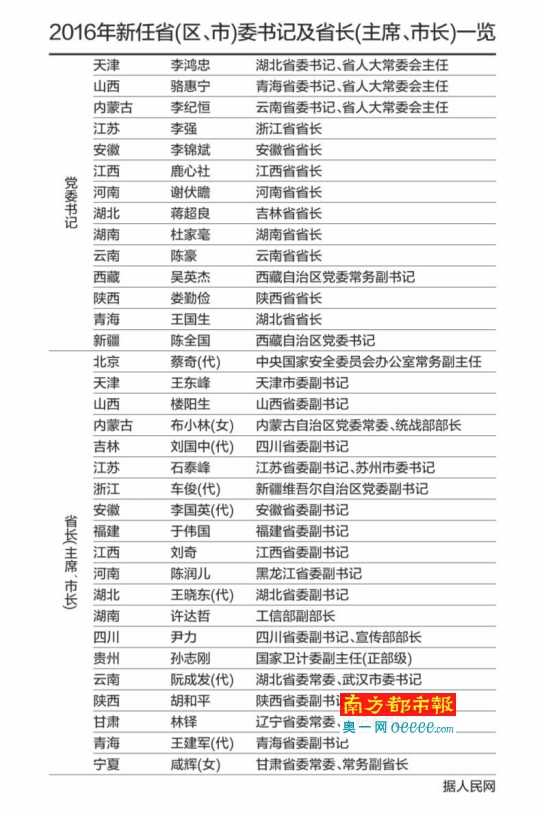 2016年新任省(区、市)委书记及省长(主席、市长)一览
党委书记
天津 李鸿忠 湖北省委书记、省人大常委会主任
山西 骆惠宁 青海省委书记、省人大常委会主任
内蒙古 李纪恒 云南省委书记、省人大常委会主任
江苏 李强 浙江省省长
安徽 李锦斌 安徽省省长
江西 鹿心社 江西省省长
河南 谢伏瞻 河南省省长
湖北 蒋超良 吉林省省长
湖南 杜家毫 湖南省省长
云南 陈豪 云南省省长
西藏 吴英杰 西藏自治区党委常务副书记
陕西 娄勤俭 陕西省省长
青海 王国生 湖北省省长
新疆 陈全国 西藏自治区党委书记
省长(主席、市长)
北京 蔡奇(代) 中央国家安全委员会办公室常务副主任
天津 王东峰 天津市委副书记
山西 楼阳生 山西省委副书记
内蒙古 布小林(女) 内蒙古自治区党委常委、统战部部长
吉林 刘国中(代) 四川省委副书记
江苏 石泰峰 江苏省委副书记、苏州市委书记
浙江 车俊(代) 新疆维吾尔自治区党委副书记
安徽 李国英(代) 安徽省委副书记
福建 于伟国 福建省委副书记
江西 刘奇 江西省委副书记
河南 陈润儿 黑龙江省委副书记
湖北 王晓东(代) 湖北省委副书记
湖南 许达哲 工信部副部长
四川 尹力 四川省委副书记、宣传部部长
贵州 孙志刚 国家卫计委副主任(正部级)
云南 阮成发(代) 湖北省委常委、武汉市委书记
陕西 胡和平 陕西省委副书记
甘肃 林铎 辽宁省委常委、
青海 王建军(代) 青海省委副书记
宁夏 咸辉(女) 甘肃省委常委、常务副省长
南方都市报
奥一网 oeeee.com
据人民网